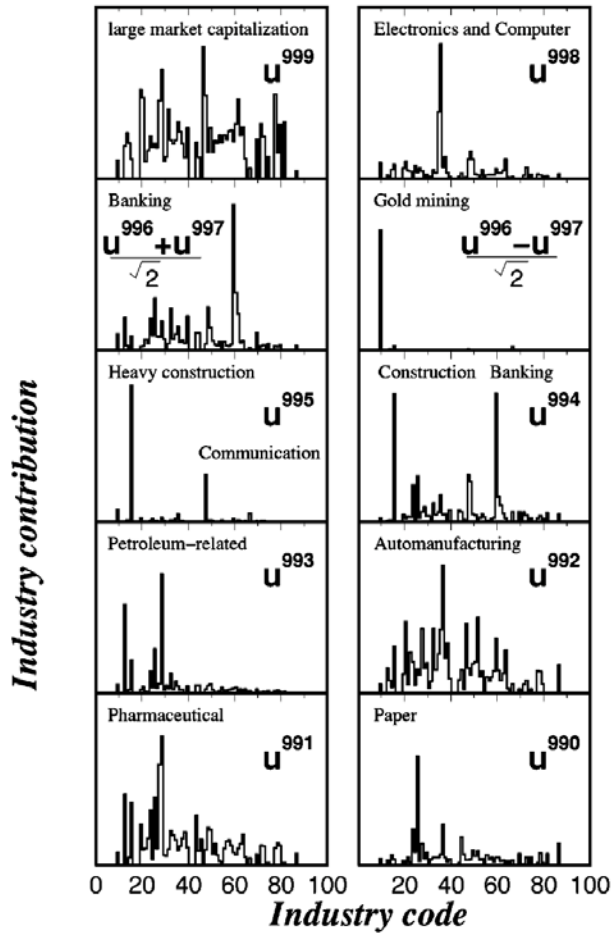 large market capitalization
u999
Electronics and Computer
u998
Banking
u996+u997
√2
Gold mining
u996−u997
√2
Heavy construction
u995
Communication
Construction Banking
u994
Petroleum−related
u993
Automanufacturing
u992
Pharmaceutical
u991
Paper
u990
Industry contribution
0 20 40 60 80 100 20 40 60 80 100
Industry code